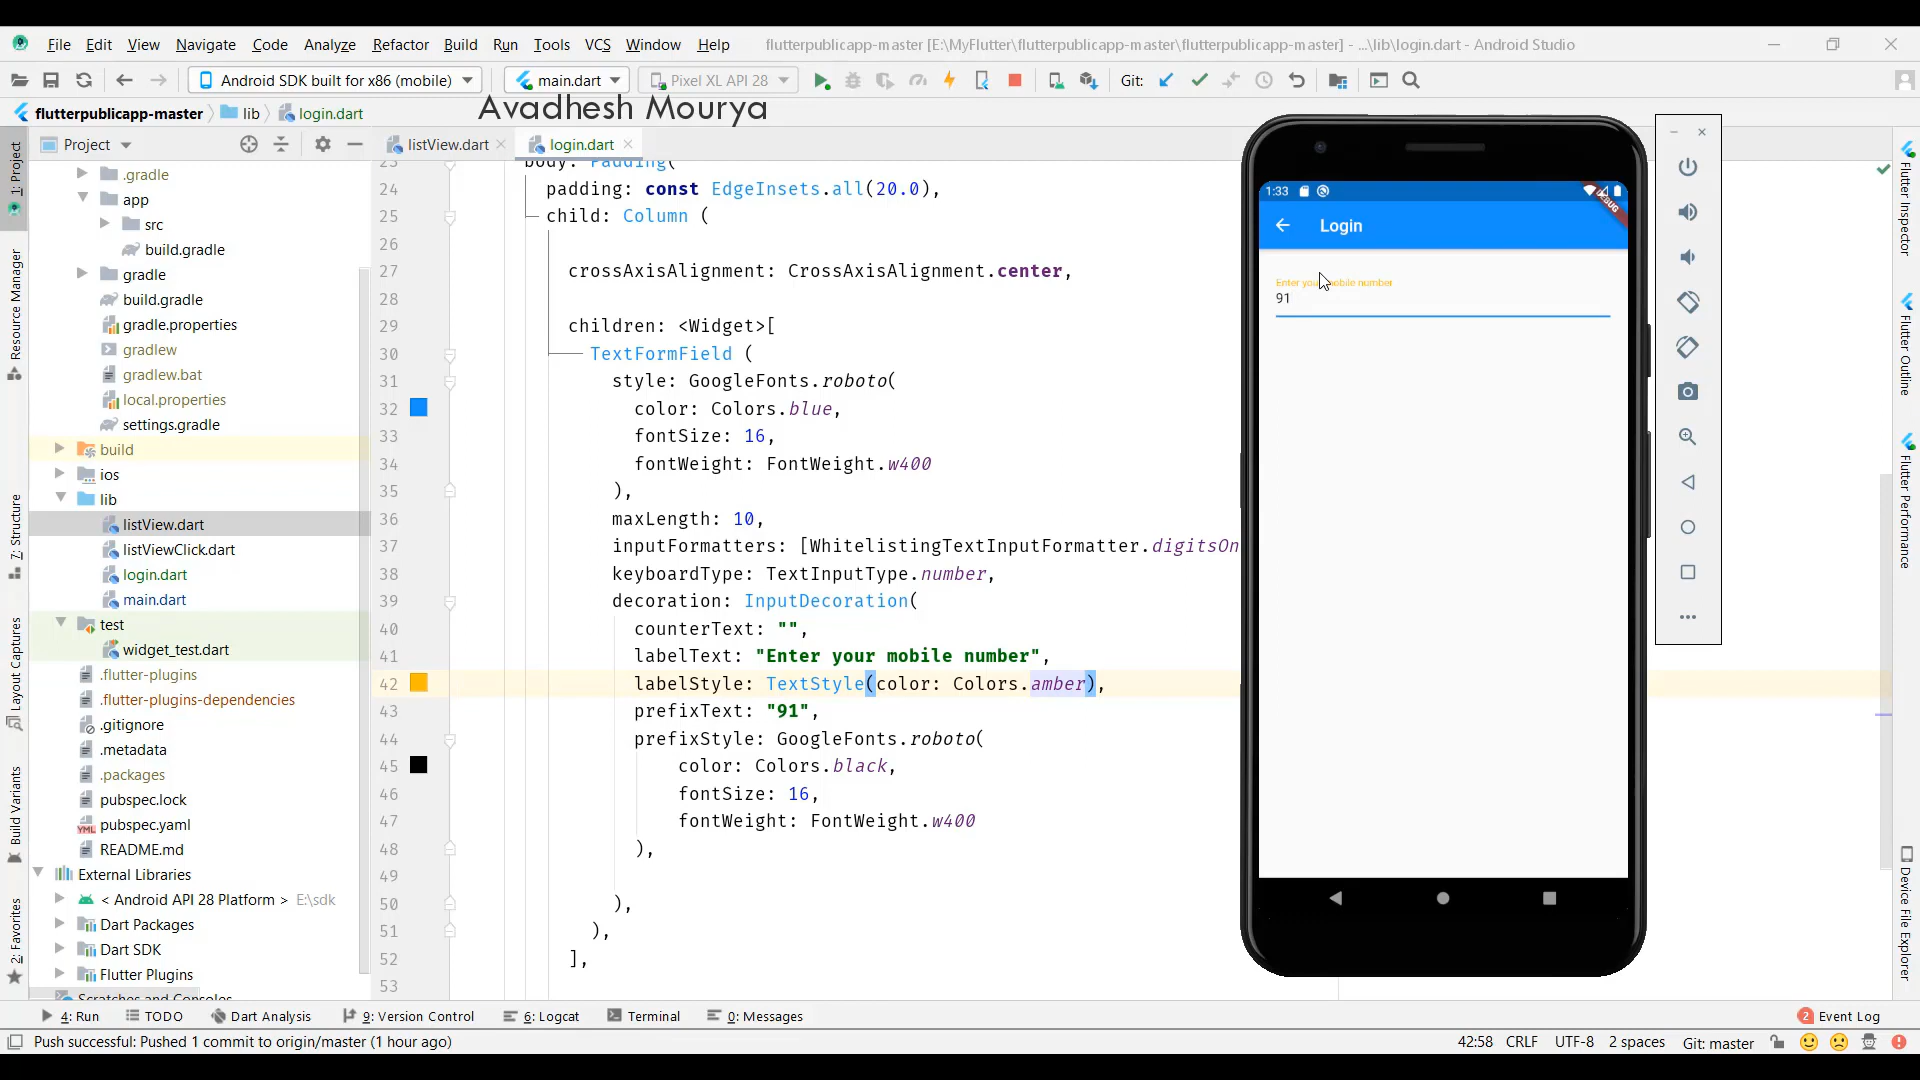 File Edit View Navigate Code Analyze Refactor Build Run Tools VCS Window Help flutterpublicapp-master [E:\MyFlutter\flutterpublicapp-master\flutterpublicapp-master] - ...\lib\login.dart - Android Studio
Android SDK built for x86 (mobile) main.dart Pixel XL API 28 Git:
flutterpublicapp-master lib login.dart
Avadhesh Mourya
Project listView.dart login.dart
1: Project
Resource Manager
7: Structure
Layout Captures
Build Variants
2: Favorites
.gradle
app
src
build.gradle
gradle
build.gradle
gradle.properties
gradlew
gradlew.bat
local.properties
settings.gradle
build
ios
lib
listView.dart
listViewClick.dart
login.dart
main.dart
test
widget_test.dart
.flutter-plugins
.flutter-plugins-dependencies
.gitignore
.metadata
.packages
pubspec.lock
pubspec.yaml
README.md
External Libraries
< Android API 28 Platform > E:\sdk
Dart Packages
Dart SDK
Flutter Plugins
Scratches and Consoles
23 body: Padding(
24 padding: const EdgeInsets.all(20.0),
25 child: Column (
26
27 crossAxisAlignment: CrossAxisAlignment.center,
28
29 children: <Widget>[
30 TextFormField (
31 style: GoogleFonts.roboto(
32 color: Colors.blue,
33 fontSize: 16,
34 fontWeight: FontWeight.w400
35 ),
36 maxLength: 10,
37 inputFormatters: [WhitelistingTextInputFormatter.digitsOn
38 keyboardType: TextInputType.number,
39 decoration: InputDecoration(
40 counterText: "",
41 labelText: "Enter your mobile number",
42 labelStyle: TextStyle(color: Colors.amber),
43 prefixText: "91",
44 prefixStyle: GoogleFonts.roboto(
45 color: Colors.black,
46 fontSize: 16,
47 fontWeight: FontWeight.w400
48 ),
49
50 ),
51 ),
52 ],
53
1:33
DEBUG
Login
Enter your mobile number
91
Flutter Inspector
Flutter Outline
Flutter Performance
Device File Explorer
4: Run TODO Dart Analysis 9: Version Control 6: Logcat Terminal 0: Messages 2 Event Log
Push successful: Pushed 1 commit to origin/master (1 hour ago) 42:58 CRLF UTF-8 2 spaces Git: master